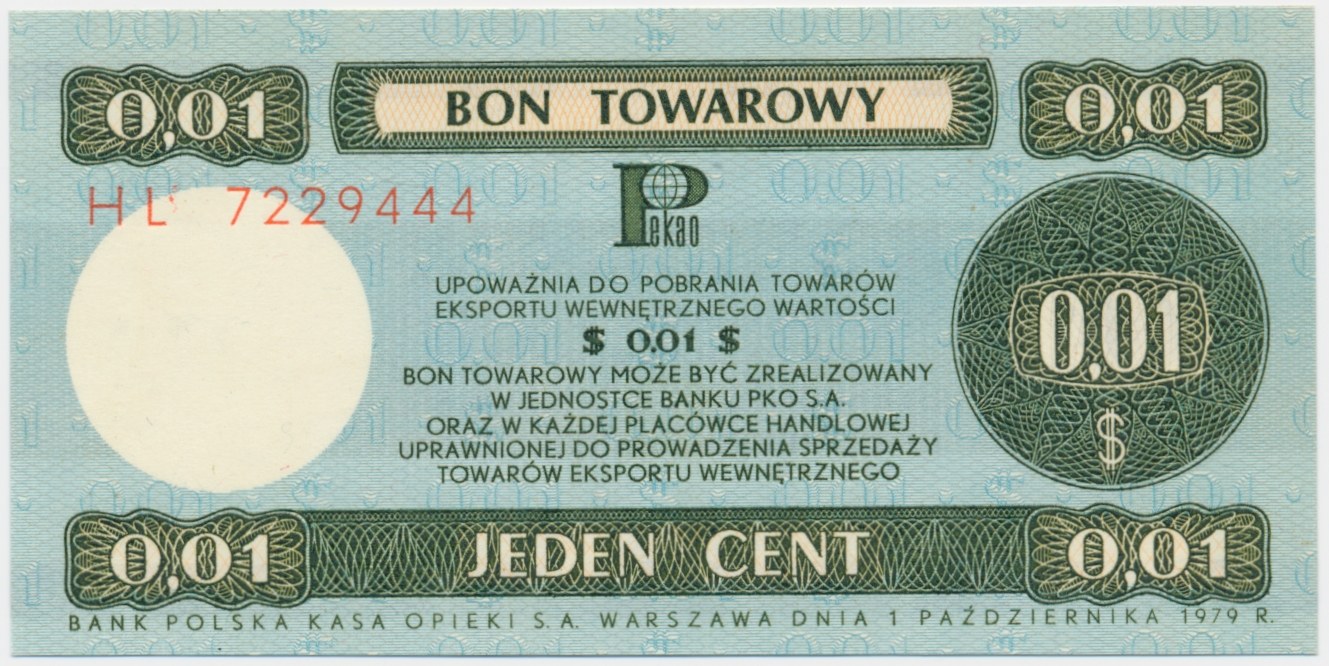 0,01 BON TOWAROWY 0,01
HL 7229444
Pekao
UPOWAŻNIA DO POBRANIA TOWARÓW
EKSPORTU WEWNĘTRZNEGO WARTOŚCI
$ 0.01 $
BON TOWAROWY MOŻE BYĆ ZREALIZOWANY
W JEDNOSTCE BANKU PKO S.A.
ORAZ W KAŻDEJ PLACÓWCE HANDLOWEJ
UPRAWNIONEJ DO PROWADZENIA SPRZEDAŻY
TOWARÓW EKSPORTU WEWNĘTRZNEGO
0,01
$
0,01 JEDEN CENT 0,01
BANK POLSKA KASA OPIEKI S.A. WARSZAWA DNIA 1 PAŹDZIERNIKA 1979 R.